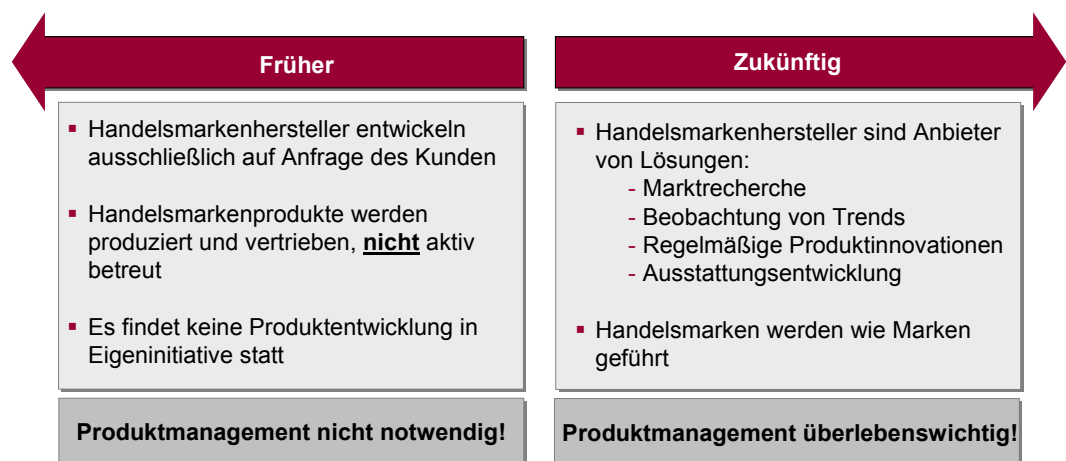 Früher
▪ Handelsmarkenhersteller entwickeln
ausschließlich auf Anfrage des Kunden
▪ Handelsmarkenprodukte werden
produziert und vertrieben, nicht aktiv
betreut
▪ Es findet keine Produktentwicklung in
Eigeninitiative statt
Produktmanagement nicht notwendig!
Zukünftig
▪ Handelsmarkenhersteller sind Anbieter
von Lösungen:
- Marktrecherche
- Beobachtung von Trends
- Regelmäßige Produktinnovationen
- Ausstattungsentwicklung
▪ Handelsmarken werden wie Marken
geführt
Produktmanagement überlebenswichtig!